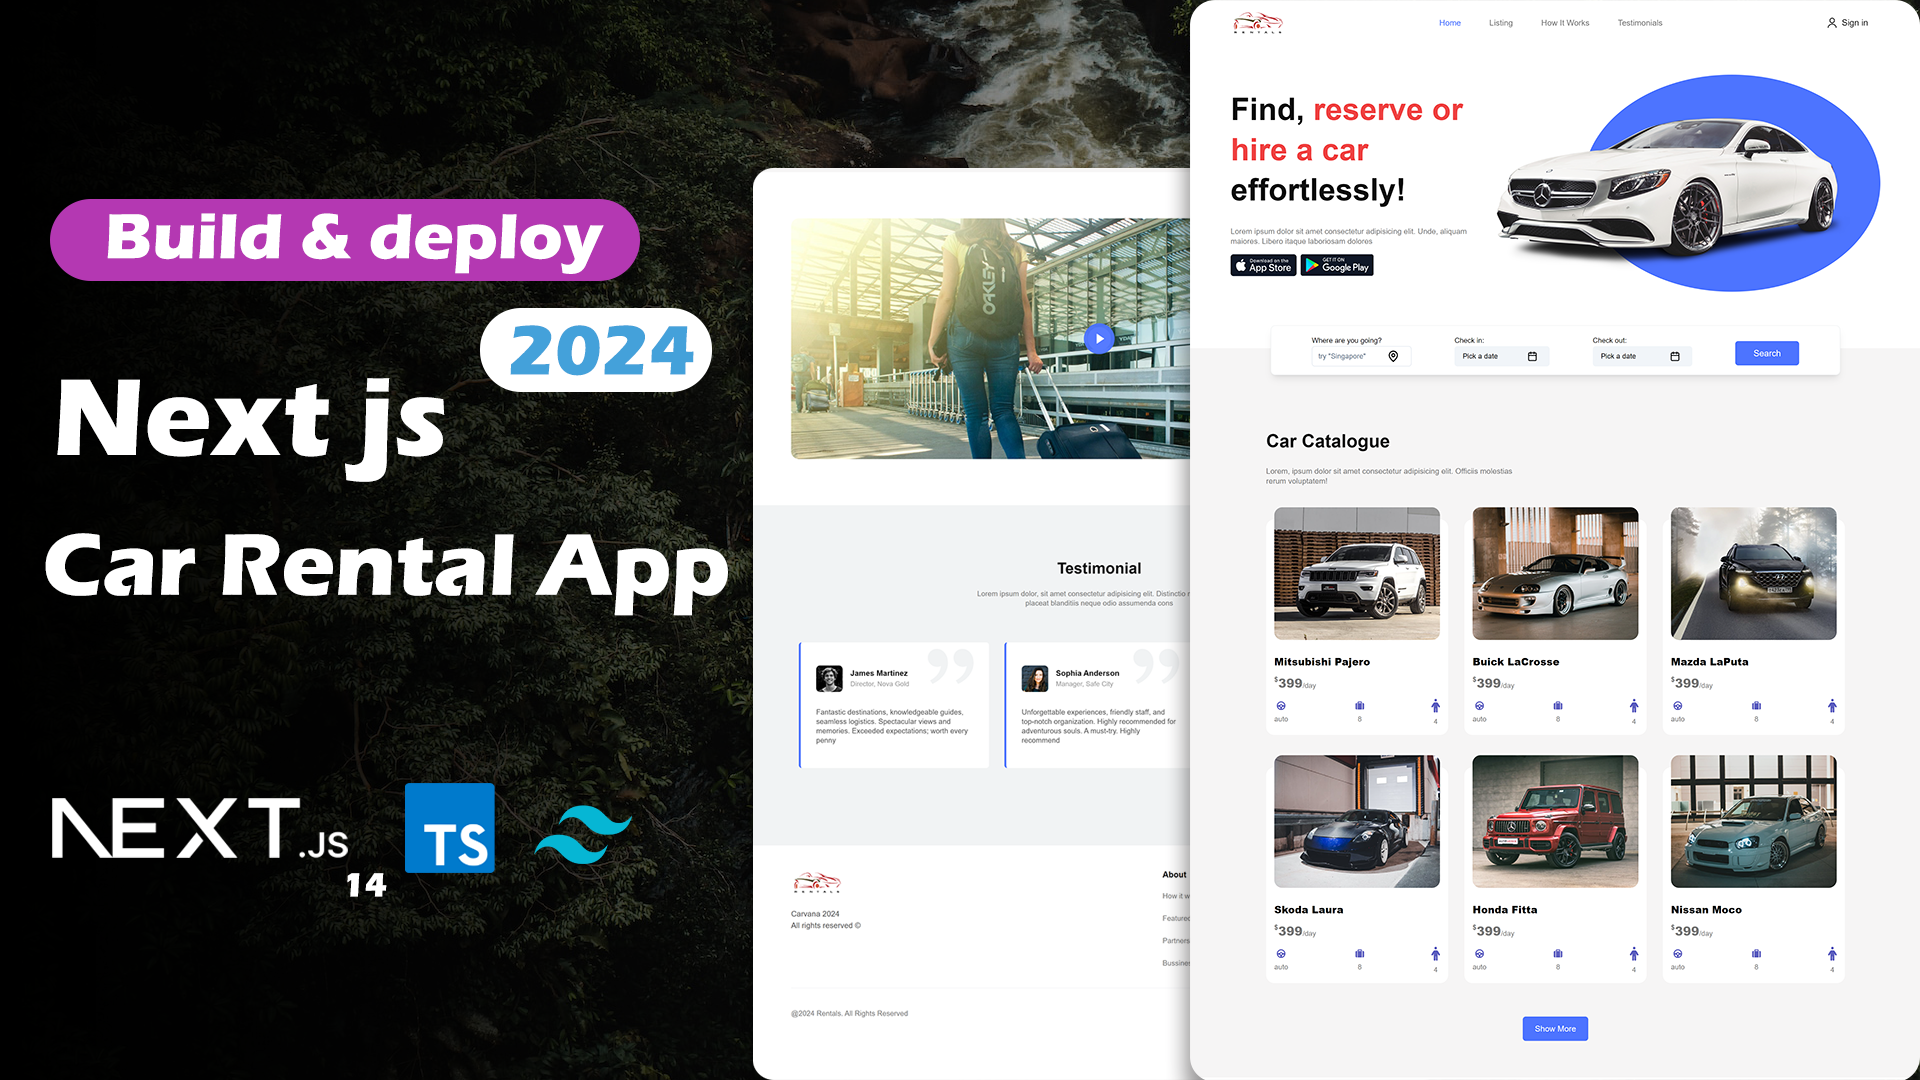 Build & deploy
2024
Next js
Car Rental App
NEXT.JS
14
TS
OAKLEY
Testimonial
Lorem ipsum dolor, sit amet consectetur adipisicing elit. Distinctio
placeat blanditiis neque odio assumenda cons
James Martinez
Director, Nova Gold
Fantastic destinations, knowledgeable guides,
seamless logistics. Spectacular views and
memories. Exceeded expectations; worth every
penny
Sophia Anderson
Manager, Safe City
Unforgettable experiences, friendly staff, and
top-notch organization. Highly recommended for
adventurous souls. A must-try. Highly
recommend
RENTALS
Carvana 2024
All rights reserved ©
About
How it w
Featured
Partners
Bussines
@2024 Rentals. All Rights Reserved
RENTALS
Home
Listing
How It Works
Testimonials
Sign in
Find, reserve or
hire a car
effortlessly!
Lorem ipsum dolor sit amet consectetur adipisicing elit. Unde, aliquam
maiores. Libero itaque laboriosam dolores
Download on the
App Store
GET IT ON
Google Play
Where are you going?
try "Singapore"
Check in:
Pick a date
Check out:
Pick a date
Search
Car Catalogue
Lorem, ipsum dolor sit amet consectetur adipisicing elit. Officiis molestias
rerum voluptatem!
Mitsubishi Pajero
$399/day
auto
8
4
Buick LaCrosse
$399/day
auto
8
4
Mazda LaPuta
$399/day
auto
8
4
Skoda Laura
$399/day
auto
8
4
Honda Fitta
$399/day
auto
8
4
Nissan Moco
$399/day
auto
8
4
Show More